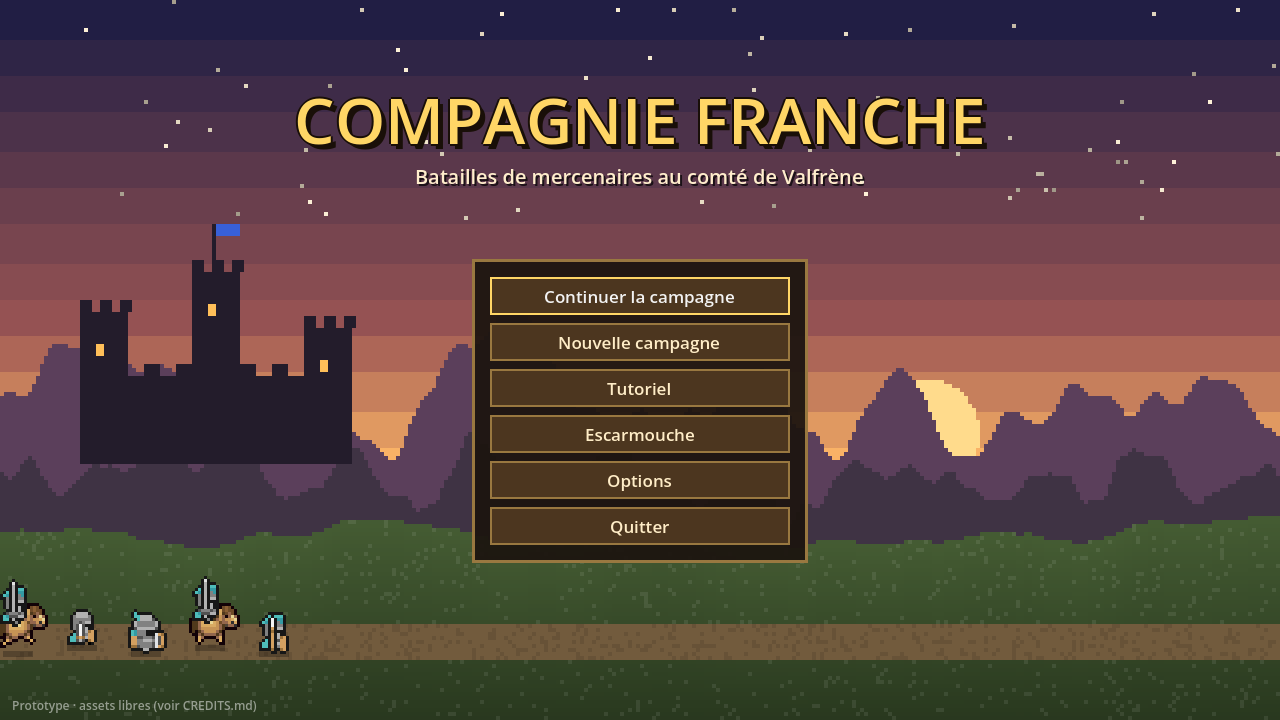 COMPAGNIE FRANCHE
Batailles de mercenaires au comté de Valfrène
Continuer la campagne
Nouvelle campagne
Tutoriel
Escarmouche
Options
Quitter
Prototype · assets libres (voir CREDITS.md)